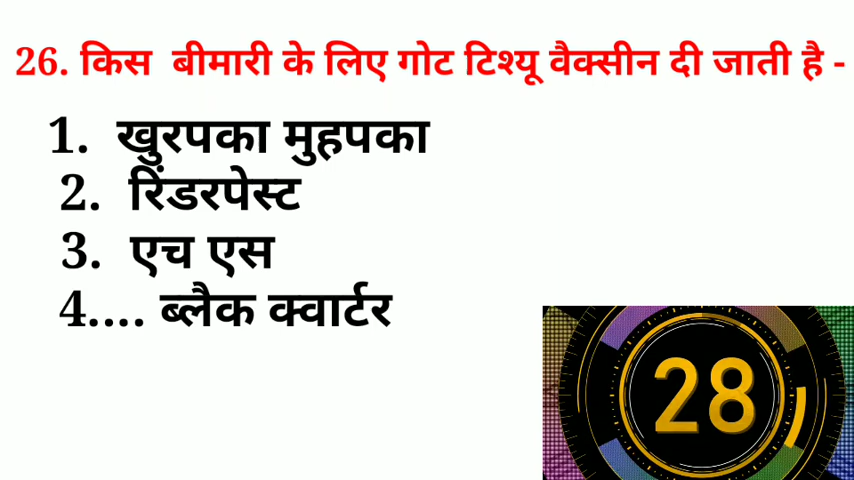 26. किस बीमारी के लिए गोट टिश्यू वैक्सीन दी जाती है -
1. खुरपका मुहपका
2. रिंडरपेस्ट
3. एच एस
4.... ब्लैक क्वार्टर
28